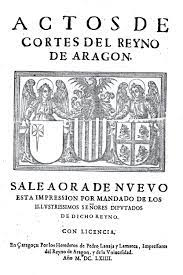 ACTOS DE
CORTES DEL REYNO
DE ARAGON.
SALE AORA DE NVEVO
ESTA IMPRESSION POR MANDADO DE LOS
ILLVSTRISSIMOS SEÑORES DIPVTADOS
DE DICHO REYNO.
CON LICENCIA,
En Çaragoça: Por los Herederos de Pedro Lanaja y Lamarca, Impressores
del Reyno de Aragon, y de la Vniuersidad.
Año M.DC.LXIIII.